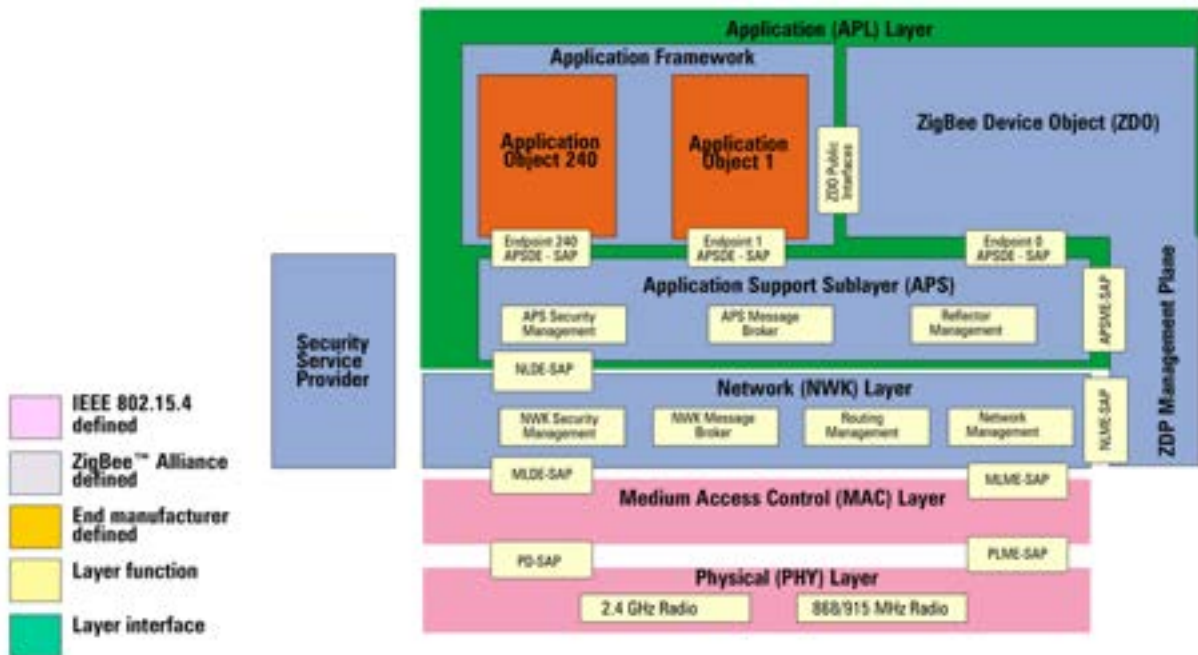 Application (APL) Layer
Application Framework
Application
Object 240
Application
Object 1
ZDO Public
Interfaces
ZigBee Device Object (ZDO)
Endpoint 240
APSDE - SAP
Endpoint 1
APSDE - SAP
Endpoint 0
APSDE - SAP
Application Support Sublayer (APS)
APS Security
Management
APS Message
Broker
Reflector
Management
APSME-SAP
ZDP Management Plane
Security
Service
Provider
NLDE-SAP
Network (NWK) Layer
NWK Security
Management
NWK Message
Broker
Routing
Management
Network
Management
NLME-SAP
MLDE-SAP
MLME-SAP
Medium Access Control (MAC) Layer
PD-SAP
PLME-SAP
Physical (PHY) Layer
2.4 GHz Radio
868/915 MHz Radio
IEEE 802.15.4
defined
ZigBee™ Alliance
defined
End manufacturer
defined
Layer function
Layer interface